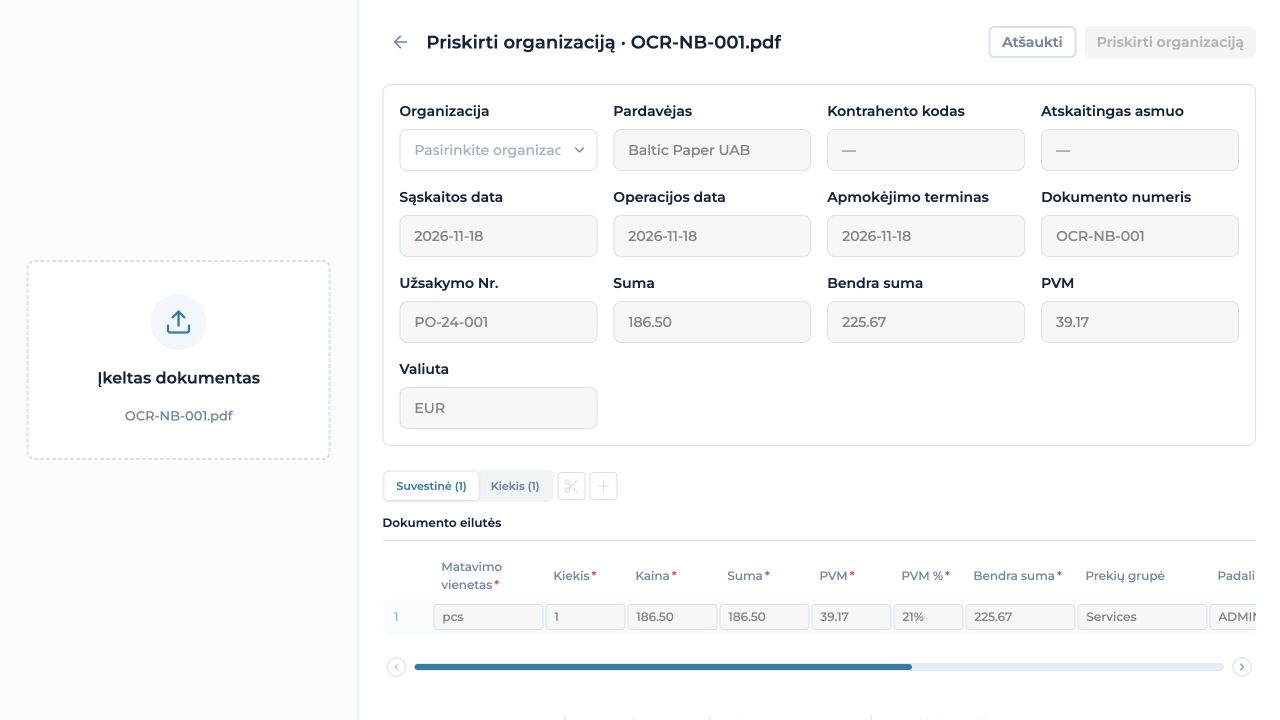 Priskirti organizaciją · OCR-NB-001.pdf
Atšaukti
Priskirti organizaciją
Organizacija
Pardavėjas
Kontrahento kodas
Atskaitingas asmuo
Pasirinkite organizac
Baltic Paper UAB
—
—
Sąskaitos data
Operacijos data
Apmokėjimo terminas
Dokumento numeris
2026-11-18
2026-11-18
2026-11-18
OCR-NB-001
Užsakymo Nr.
Suma
Bendra suma
PVM
PO-24-001
186.50
225.67
39.17
Valiuta
EUR
Įkeltas dokumentas
OCR-NB-001.pdf
Suvestinė (1)
Kiekis (1)
Dokumento eilutės
Matavimo vienetas*
Kiekis*
Kaina*
Suma*
PVM*
PVM %*
Bendra suma*
Prekių grupė
Padali
1
pcs
1
186.50
186.50
39.17
21%
225.67
Services
ADMIN